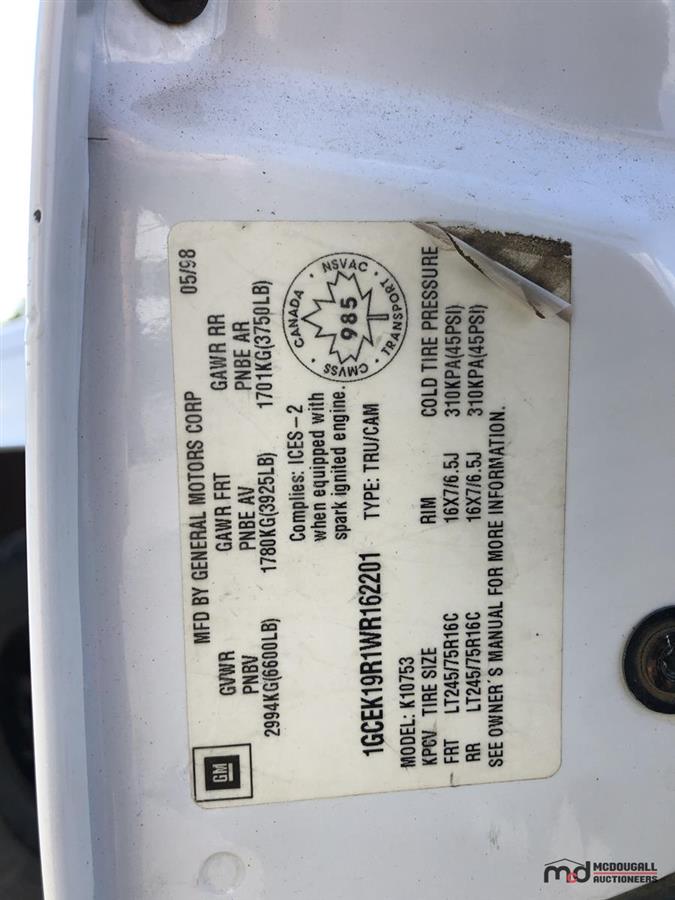 GM
MFD BY GENERAL MOTORS CORP 05/98
GVWR GAWR FRT GAWR RR
PNBV PNBE AV PNBE AR
2994KG(6600LB) 1780KG(3925LB) 1701KG(3750LB)
Complies: ICES-2
when equipped with
spark ignited engine.
CANADA · NSVAC · TRANSPORT · CMVSS ·
985
1GCEK19R1WR162201 TYPE: TRU/CAM
MODEL: K10753
KPCV TIRE SIZE RIM COLD TIRE PRESSURE
FRT LT245/75R16C 16X7/6.5J 310KPA(45PSI)
RR LT245/75R16C 16X7/6.5J 310KPA(45PSI)
SEE OWNER'S MANUAL FOR MORE INFORMATION.
md MCDOUGALL
AUCTIONEERS